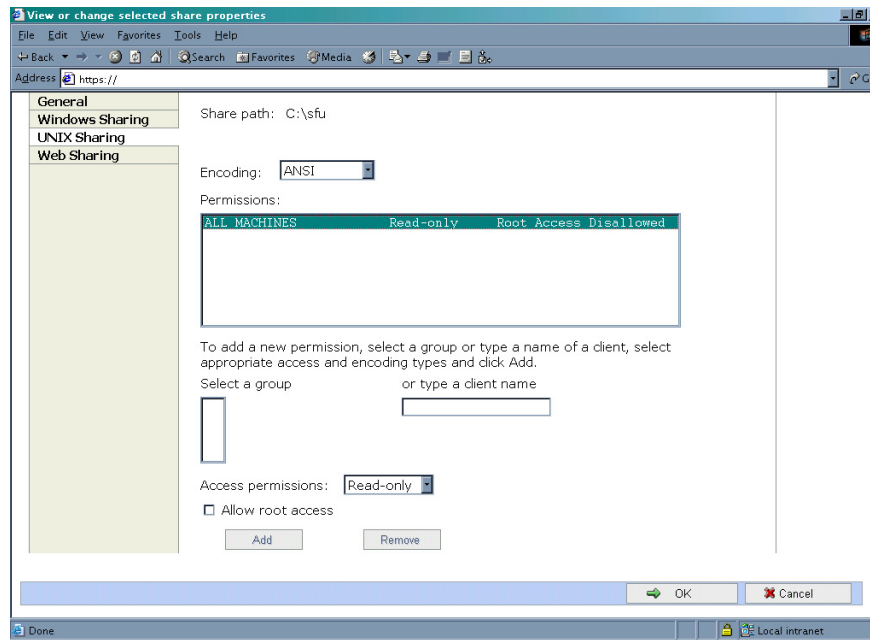 View or change selected share properties
File Edit View Favorites Tools Help
Back Search Favorites Media
Address https:// G
General
Windows Sharing
UNIX Sharing
Web Sharing
Share path: C:\sfu
Encoding: ANSI
Permissions:
ALL MACHINES Read-only Root Access Disallowed
To add a new permission, select a group or type a name of a client, select
appropriate access and encoding types and click Add.
Select a group or type a client name
Access permissions: Read-only
Allow root access
Add Remove
OK Cancel
Done Local intranet